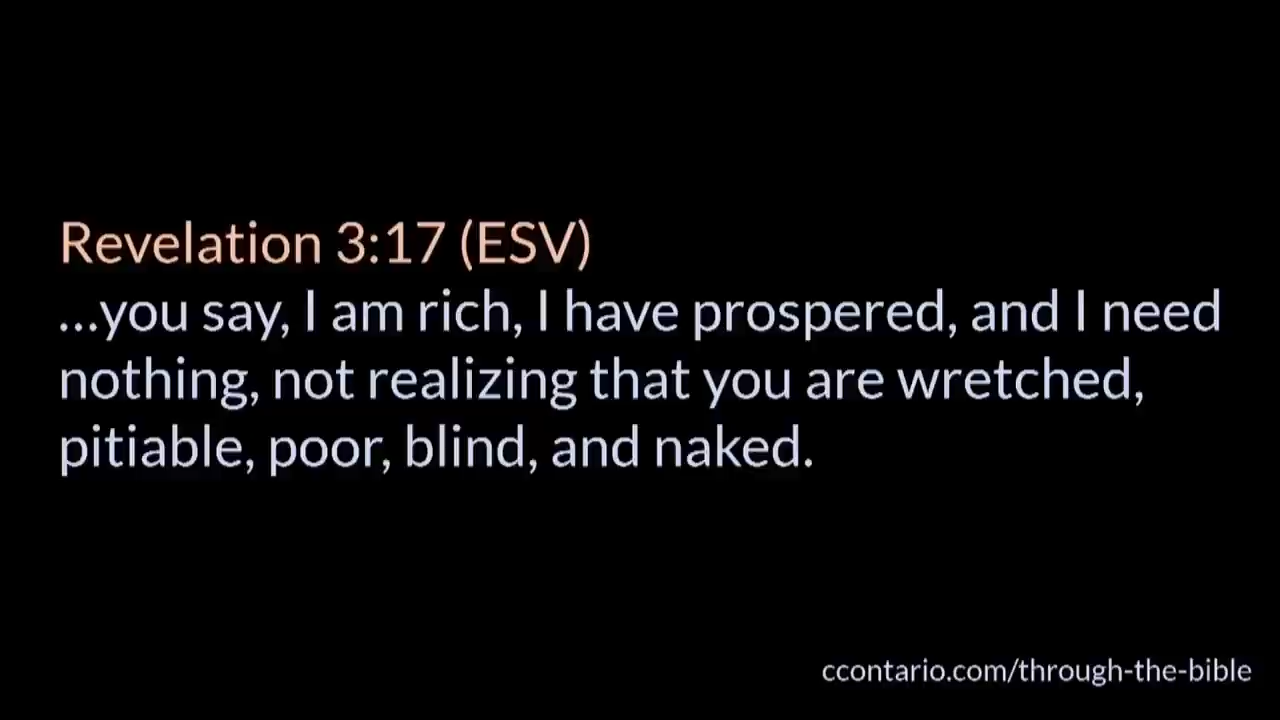 Revelation 3:17 (ESV)
…you say, I am rich, I have prospered, and I need
nothing, not realizing that you are wretched,
pitiable, poor, blind, and naked.
ccontario.com/through-the-bible